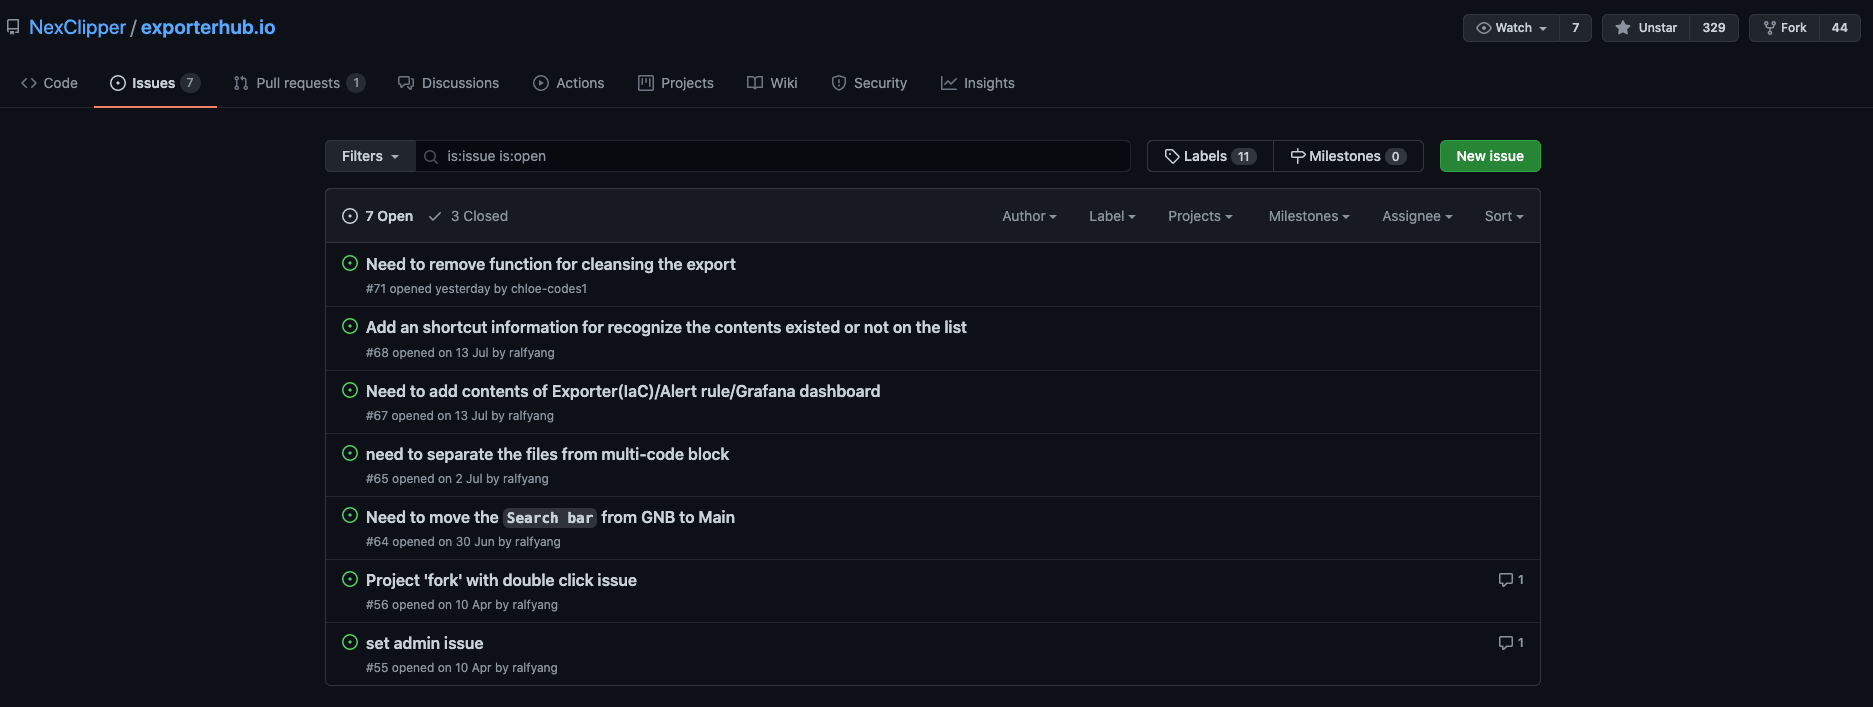 NexClipper / exporterhub.io
Watch 7 Unstar 329 Fork 44
Code Issues 7 Pull requests 1 Discussions Actions Projects Wiki Security Insights
Filters is:issue is:open Labels 11 Milestones 0 New issue
7 Open 3 Closed Author Label Projects Milestones Assignee Sort
Need to remove function for cleansing the export
#71 opened yesterday by chloe-codes1
Add an shortcut information for recognize the contents existed or not on the list
#68 opened on 13 Jul by ralfyang
Need to add contents of Exporter(IaC)/Alert rule/Grafana dashboard
#67 opened on 13 Jul by ralfyang
need to separate the files from multi-code block
#65 opened on 2 Jul by ralfyang
Need to move the Search bar from GNB to Main
#64 opened on 30 Jun by ralfyang
Project 'fork' with double click issue 1
#56 opened on 10 Apr by ralfyang
set admin issue 1
#55 opened on 10 Apr by ralfyang